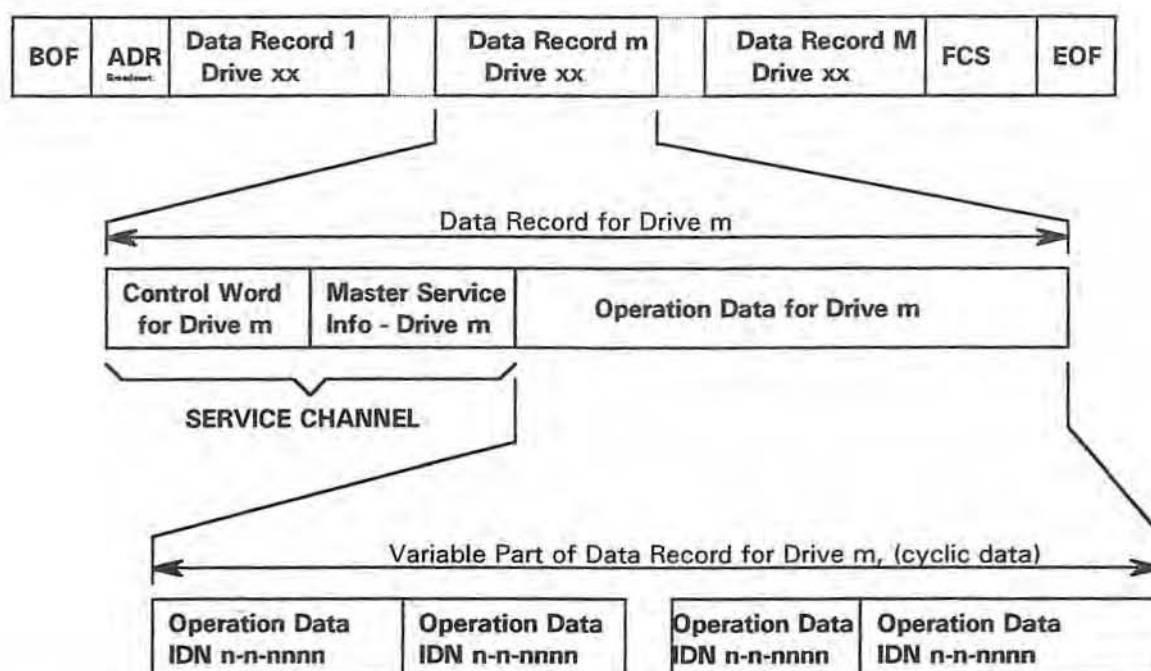 BOF
ADR
Broadcast
Data Record 1
Drive xx
Data Record m
Drive xx
Data Record M
Drive xx
FCS
EOF
Data Record for Drive m
Control Word
for Drive m
Master Service
Info - Drive m
Operation Data for Drive m
SERVICE CHANNEL
Variable Part of Data Record for Drive m, (cyclic data)
Operation Data
IDN n-n-nnnn
Operation Data
IDN n-n-nnnn
Operation Data
IDN n-n-nnnn
Operation Data
IDN n-n-nnnn